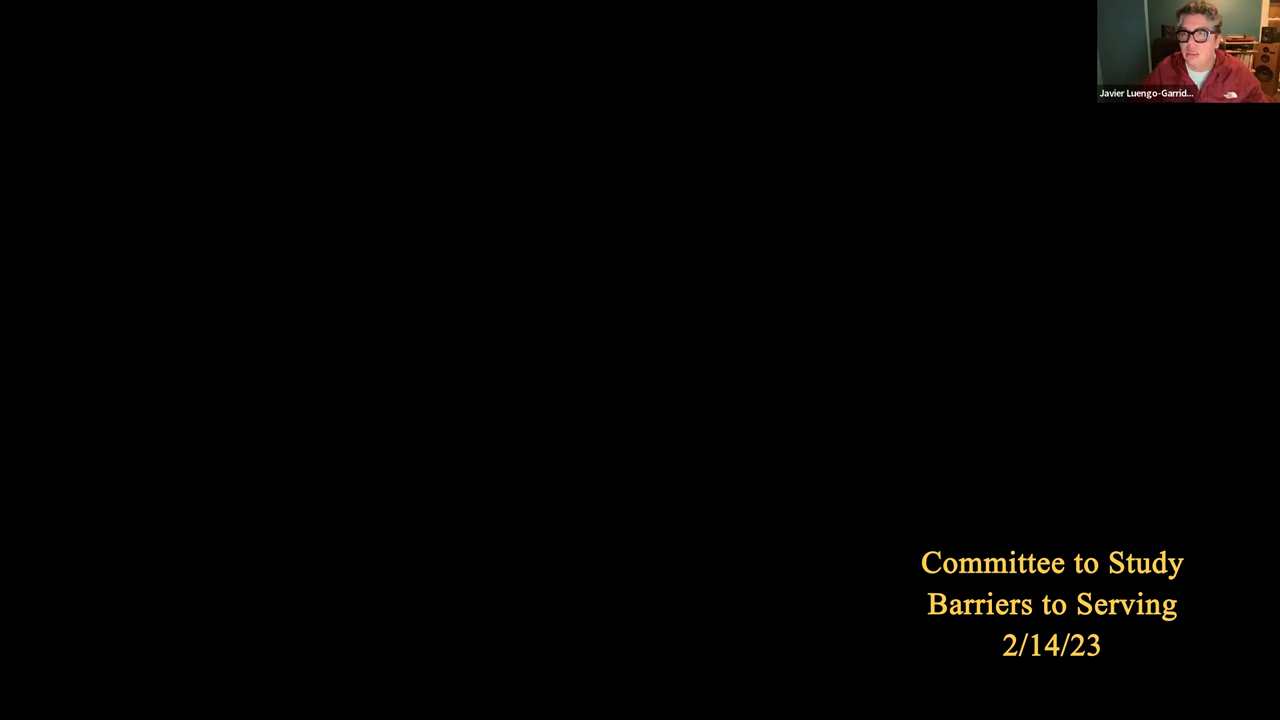 Javier Luengo-Garrid...
Committee to Study
Barriers to Serving
2/14/23